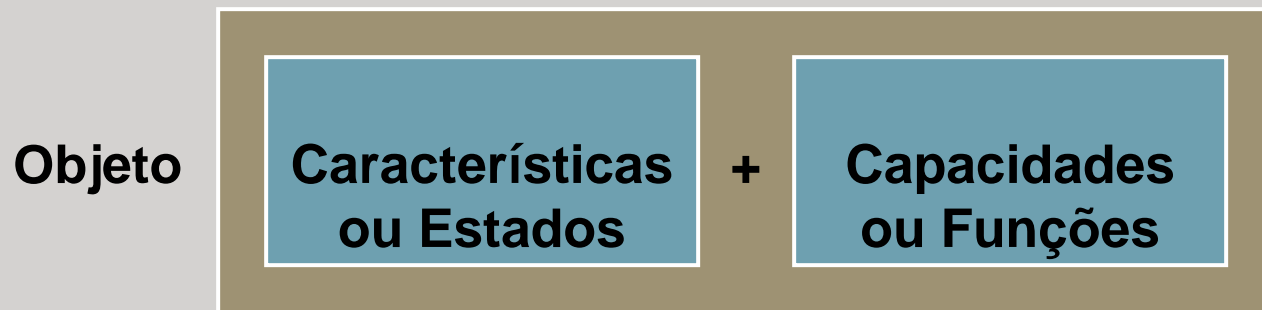 Objeto
Características
ou Estados
+
Capacidades
ou Funções